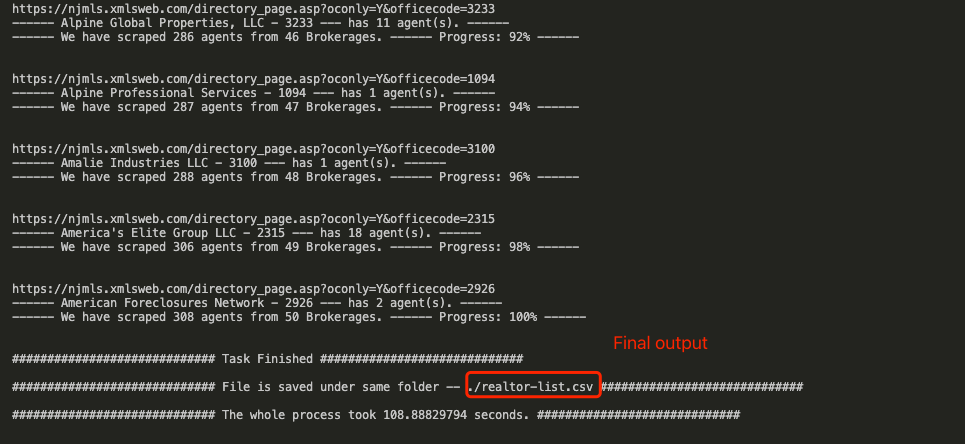 https://njmls.xmlsweb.com/directory_page.asp?oconly=Y&officecode=3233
------ Alpine Global Properties, LLC - 3233 --- has 11 agent(s). ------
------ We have scraped 286 agents from 46 Brokerages. ------ Progress: 92% ------
https://njmls.xmlsweb.com/directory_page.asp?oconly=Y&officecode=1094
------ Alpine Professional Services - 1094 --- has 1 agent(s). ------
------ We have scraped 287 agents from 47 Brokerages. ------ Progress: 94% ------
https://njmls.xmlsweb.com/directory_page.asp?oconly=Y&officecode=3100
------ Amalie Industries LLC - 3100 --- has 1 agent(s). ------
------ We have scraped 288 agents from 48 Brokerages. ------ Progress: 96% ------
https://njmls.xmlsweb.com/directory_page.asp?oconly=Y&officecode=2315
------ America's Elite Group LLC - 2315 --- has 18 agent(s). ------
------ We have scraped 306 agents from 49 Brokerages. ------ Progress: 98% ------
https://njmls.xmlsweb.com/directory_page.asp?oconly=Y&officecode=2926
------ American Foreclosures Network - 2926 --- has 2 agent(s). ------
------ We have scraped 308 agents from 50 Brokerages. ------ Progress: 100% ------
Final output
############################# Task Finished #############################
############################# File is saved under same folder -- ./realtor-list.csv #############################
############################# The whole process took 108.88829794 seconds. #############################